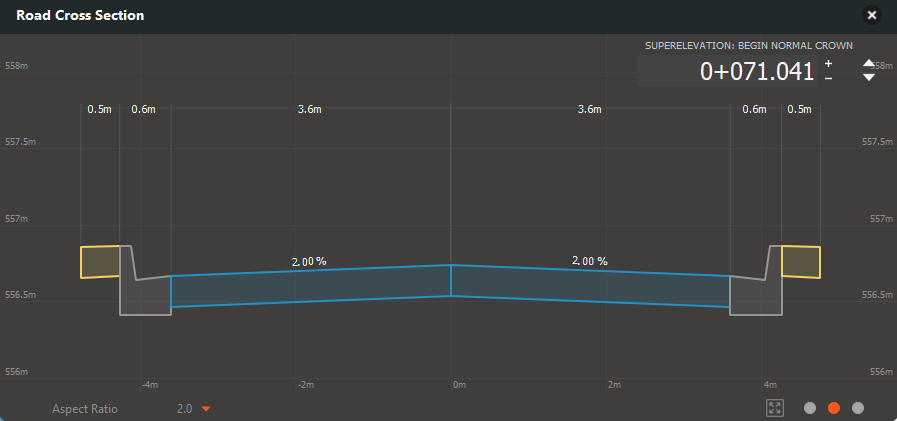 Road Cross Section
SUPERELEVATION: BEGIN NORMAL CROWN
0+071.041 + −
558m 558m
0.5m 0.6m 3.6m 3.6m 0.6m 0.5m
557.5m 557.5m
557m 557m
2.00% 2.00%
556.5m 556.5m
556m 556m
-4m -2m 0m 2m 4m
Aspect Ratio 2.0